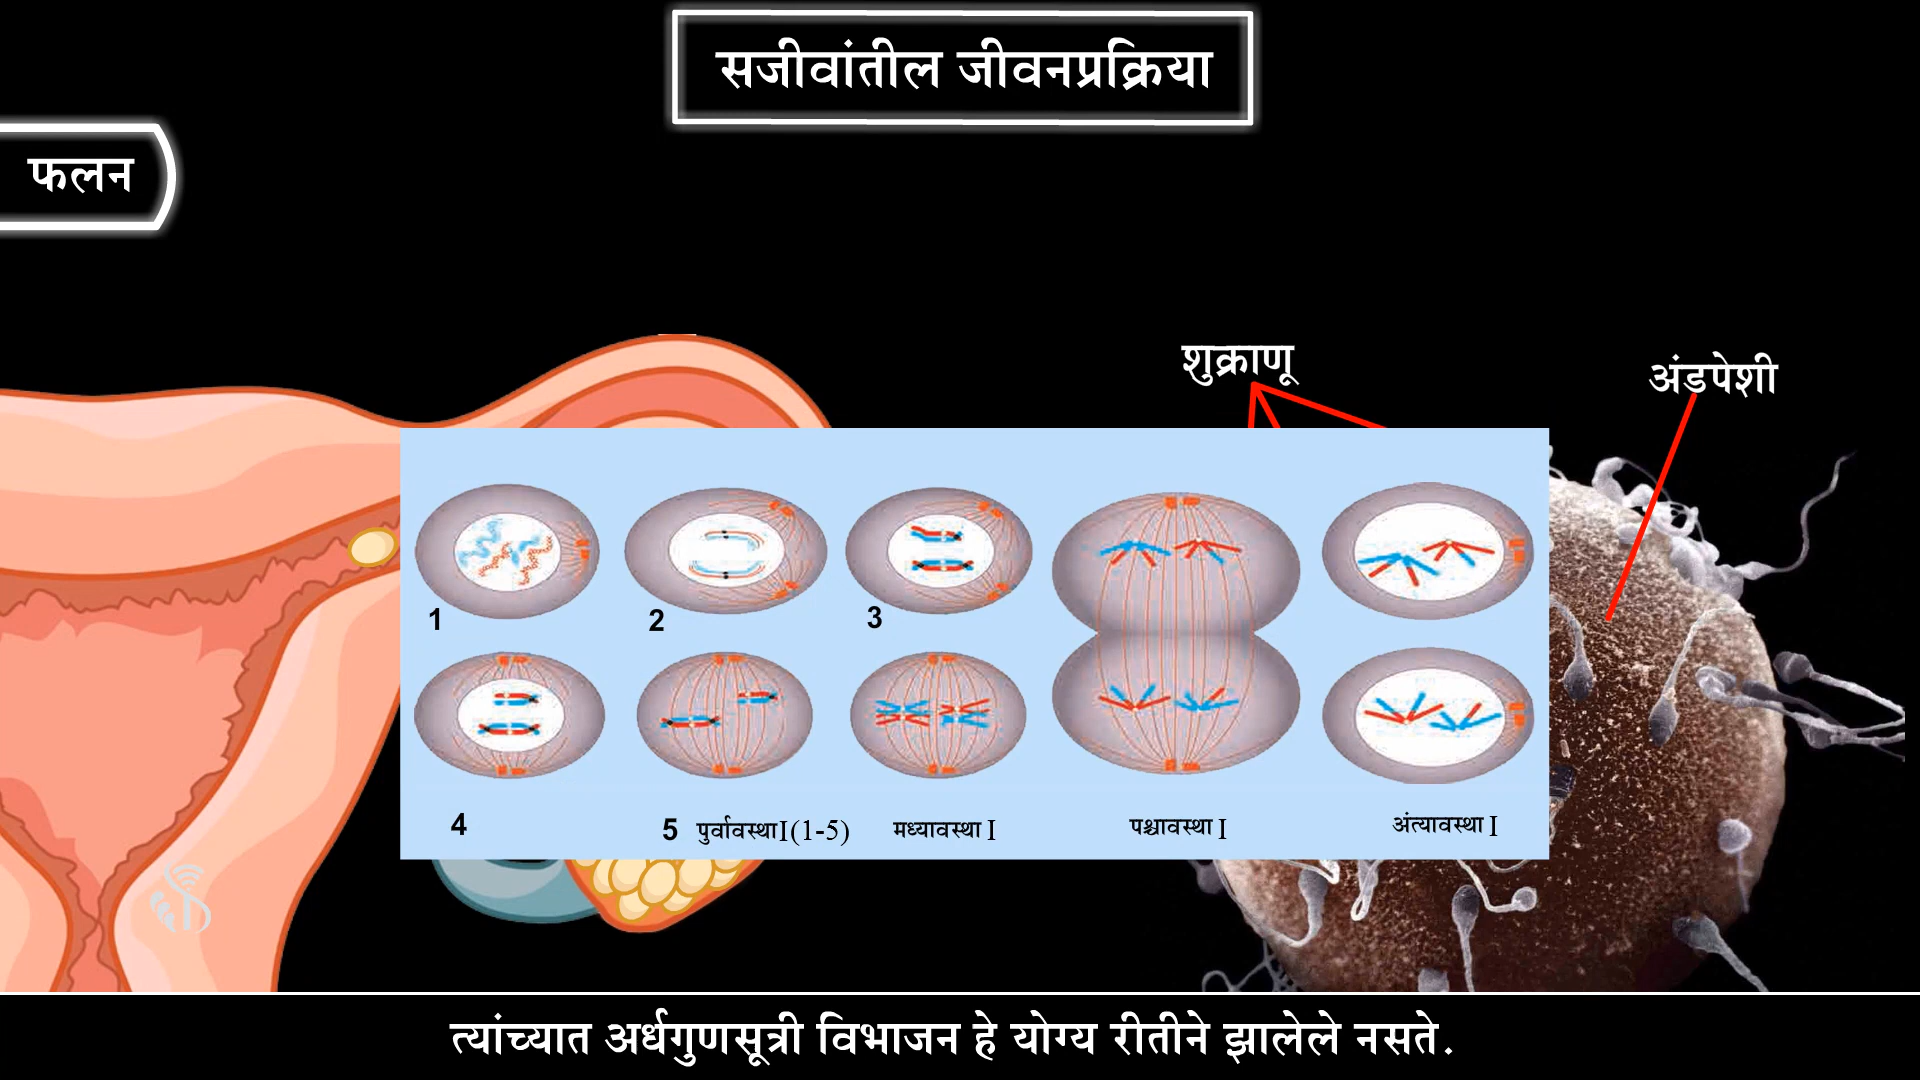 सजीवांतील जीवनप्रक्रिया
फलन
शुक्राणू
अंडपेशी
1
2
3
4
5 पुर्वावस्थाI(1-5)
मध्यावस्था I
पश्चावस्था I
अंत्यावस्था I
त्यांच्यात अर्धगुणसूत्री विभाजन हे योग्य रीतीने झालेले नसते.